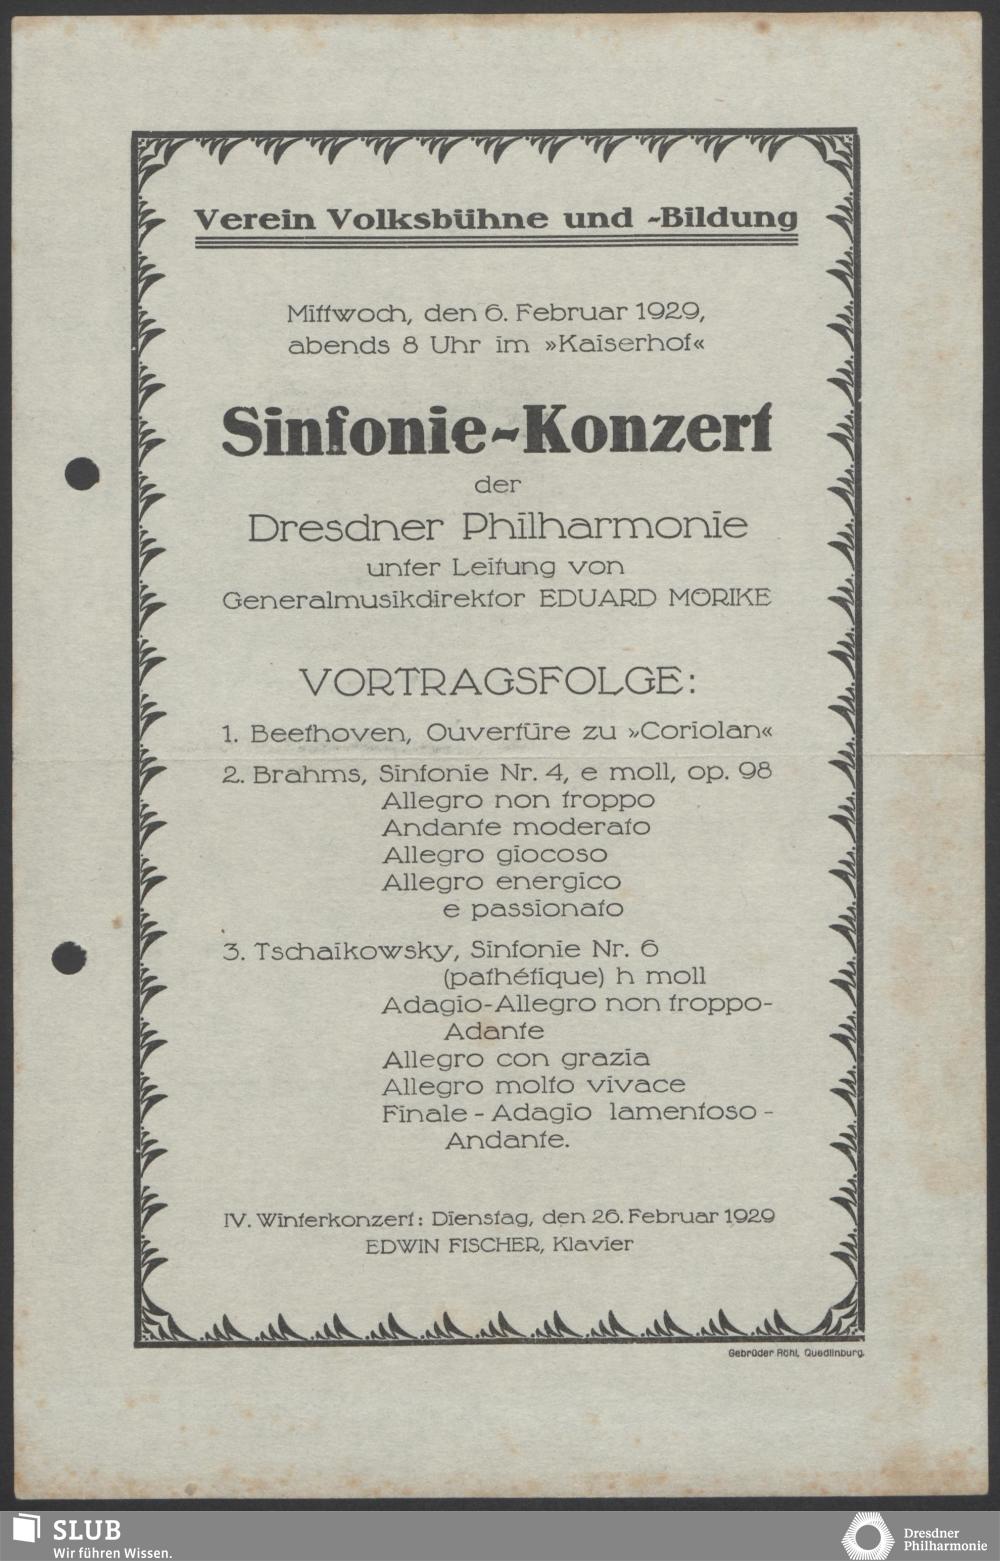 Verein Volksbühne und -Bildung
Mittwoch, den 6. Februar 1929,
abends 8 Uhr im »Kaiserhof«
Sinfonie-Konzert
der
Dresdner Philharmonie
unter Leitung von
Generalmusikdirektor EDUARD MÖRIKE
VORTRAGSFOLGE:
1. Beethoven, Ouvertüre zu »Coriolan«
2. Brahms, Sinfonie Nr. 4, e moll, op. 98
Allegro non troppo
Andante moderato
Allegro giocoso
Allegro energico
e passionato
3. Tschaikowsky, Sinfonie Nr. 6
(pathétique) h moll
Adagio-Allegro non troppo-
Adante
Allegro con grazia
Allegro molto vivace
Finale - Adagio lamentoso -
Andante.
IV. Winterkonzert: Dienstag, den 26. Februar 1929
EDWIN FISCHER, Klavier
Gebrüder Röhl, Quedlinburg.
SLUB
Wir führen Wissen.
Dresdner
Philharmonie